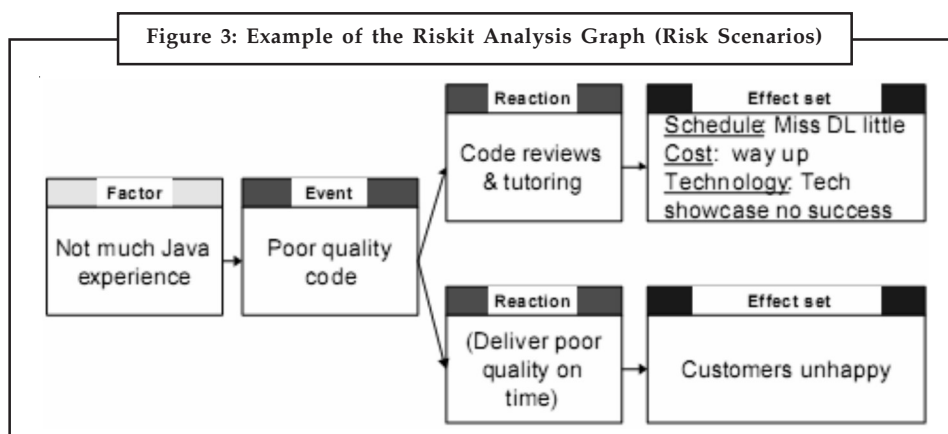 Figure 3: Example of the Riskit Analysis Graph (Risk Scenarios)
Factor
Not much Java
experience
Event
Poor quality
code
Reaction
Code reviews
& tutoring
Effect set
Schedule: Miss DL little
Cost: way up
Technology: Tech
showcase no success
Reaction
(Deliver poor
quality on
time)
Effect set
Customers unhappy